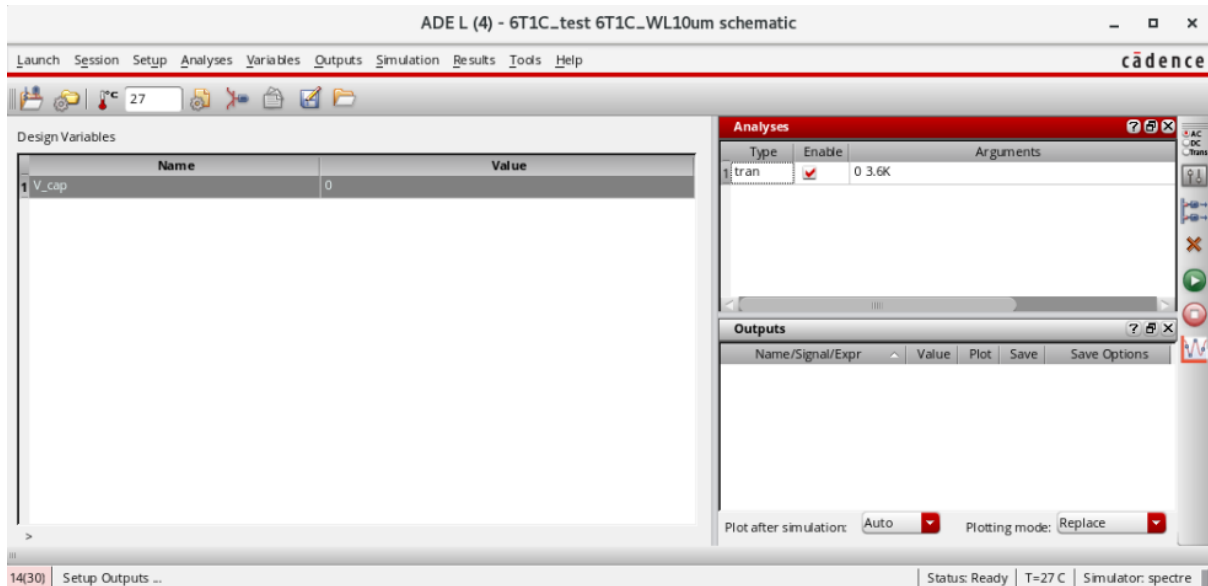 ADE L (4) - 6T1C_test 6T1C_WL10um schematic
Launch Session Setup Analyses Variables Outputs Simulation Results Tools Help
cādence
°C 27
Design Variables
Name Value
1 V_cap 0
>
Analyses
Type Enable Arguments
1 tran 0 3.6K
Outputs
Name/Signal/Expr Value Plot Save Save Options
Plot after simulation: Auto Plotting mode: Replace
AC
DC
Trans
14(30) Setup Outputs ... Status: Ready T=27 C Simulator: spectre